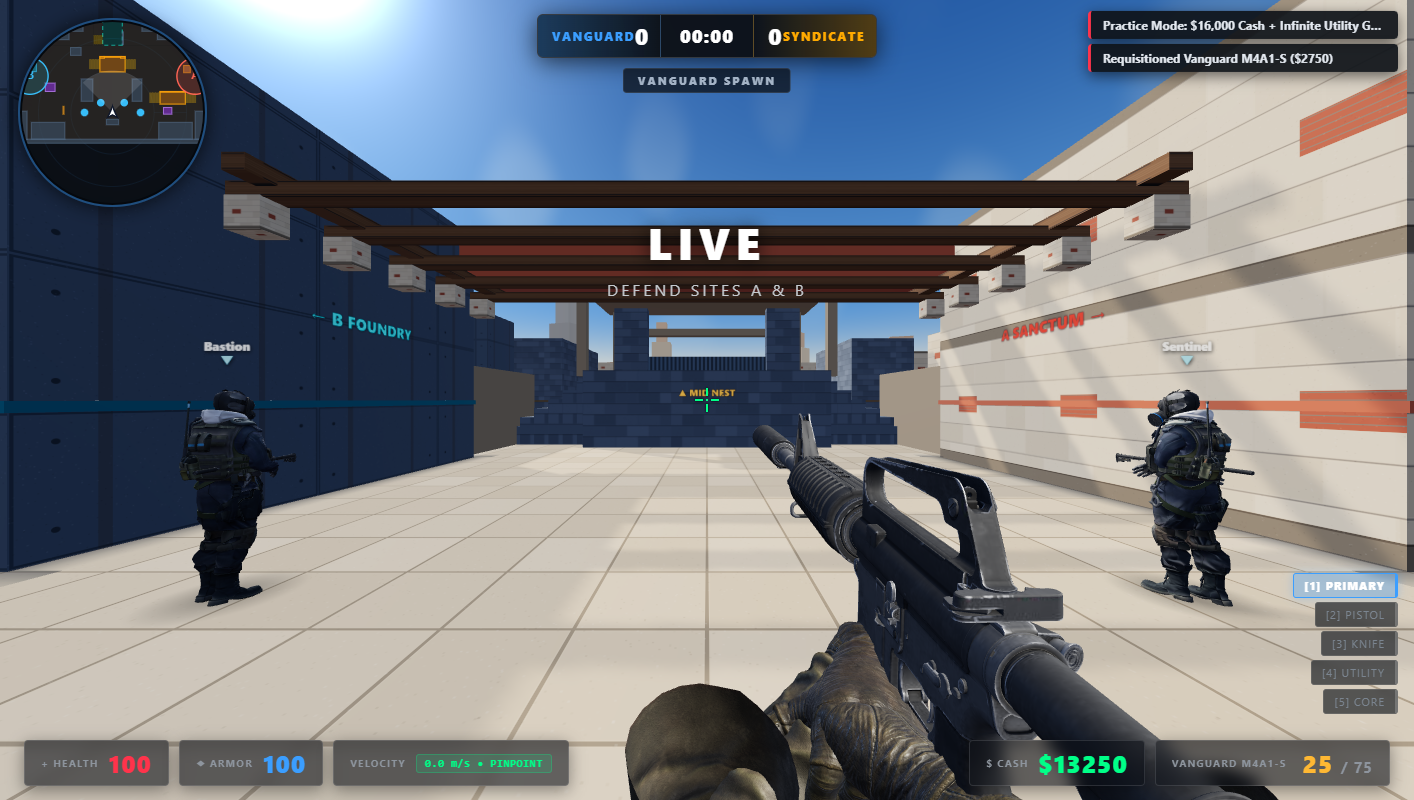 VANGUARD 0
00:00
0 SYNDICATE
VANGUARD SPAWN
Practice Mode: $16,000 Cash + Infinite Utility G...
Requisitioned Vanguard M4A1-S ($2750)
B
A
LIVE
DEFEND SITES A & B
← B FOUNDRY
A SANCTUM →
Bastion
Sentinel
▲ MID NEST
[1] PRIMARY
[2] PISTOL
[3] KNIFE
[4] UTILITY
[5] CORE
+ HEALTH 100
◆ ARMOR 100
VELOCITY 0.0 m/s • PINPOINT
$ CASH $13250
VANGUARD M4A1-S 25 / 75